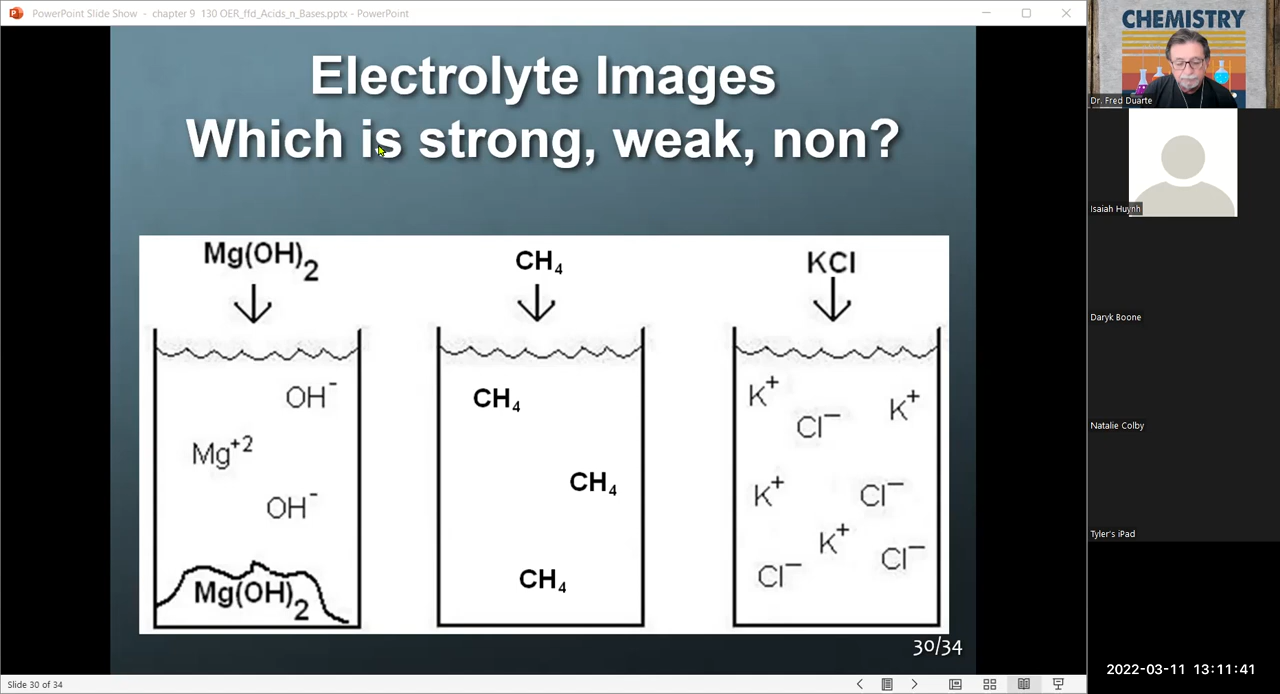 PowerPoint Slide Show - chapter 9 130 OER_ffd_Acids_n_Bases.pptx - PowerPoint
Electrolyte Images
Which is strong, weak, non?
Mg(OH)2
CH4
KCl
OH-
Mg+2
OH-
Mg(OH)2
CH4
CH4
CH4
K+
Cl-
K+
K+
Cl-
K+
Cl-
Cl-
30/34
Slide 30 of 34
CHEMISTRY
Dr. Fred Duarte
Isaiah Huynh
Daryk Boone
Natalie Colby
Tyler's iPad
2022-03-11 13:11:41